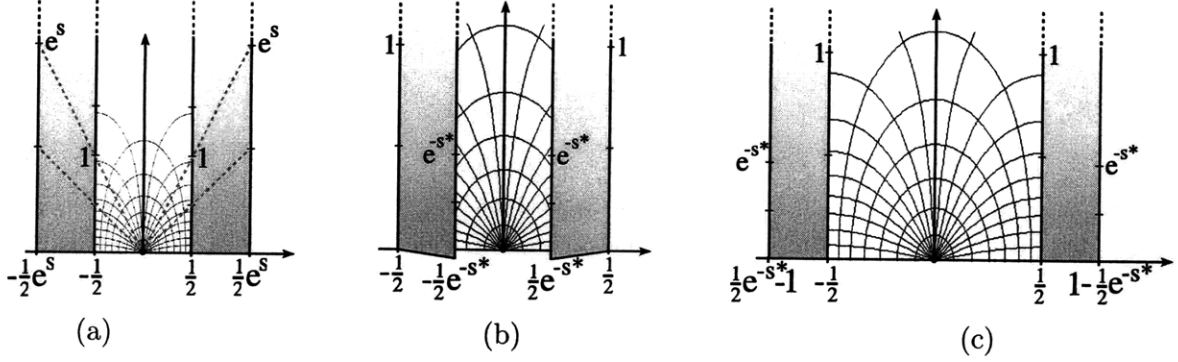 e^s
e^s
1
1
-½e^s -½ ½ ½e^s
(a)
1
1
e^-s*
e^-s*
-½ -½e^-s* ½e^-s* ½
(b)
1
1
e^-s*
e^-s*
½e^-s*-1 -½ ½ 1-½e^-s*
(c)